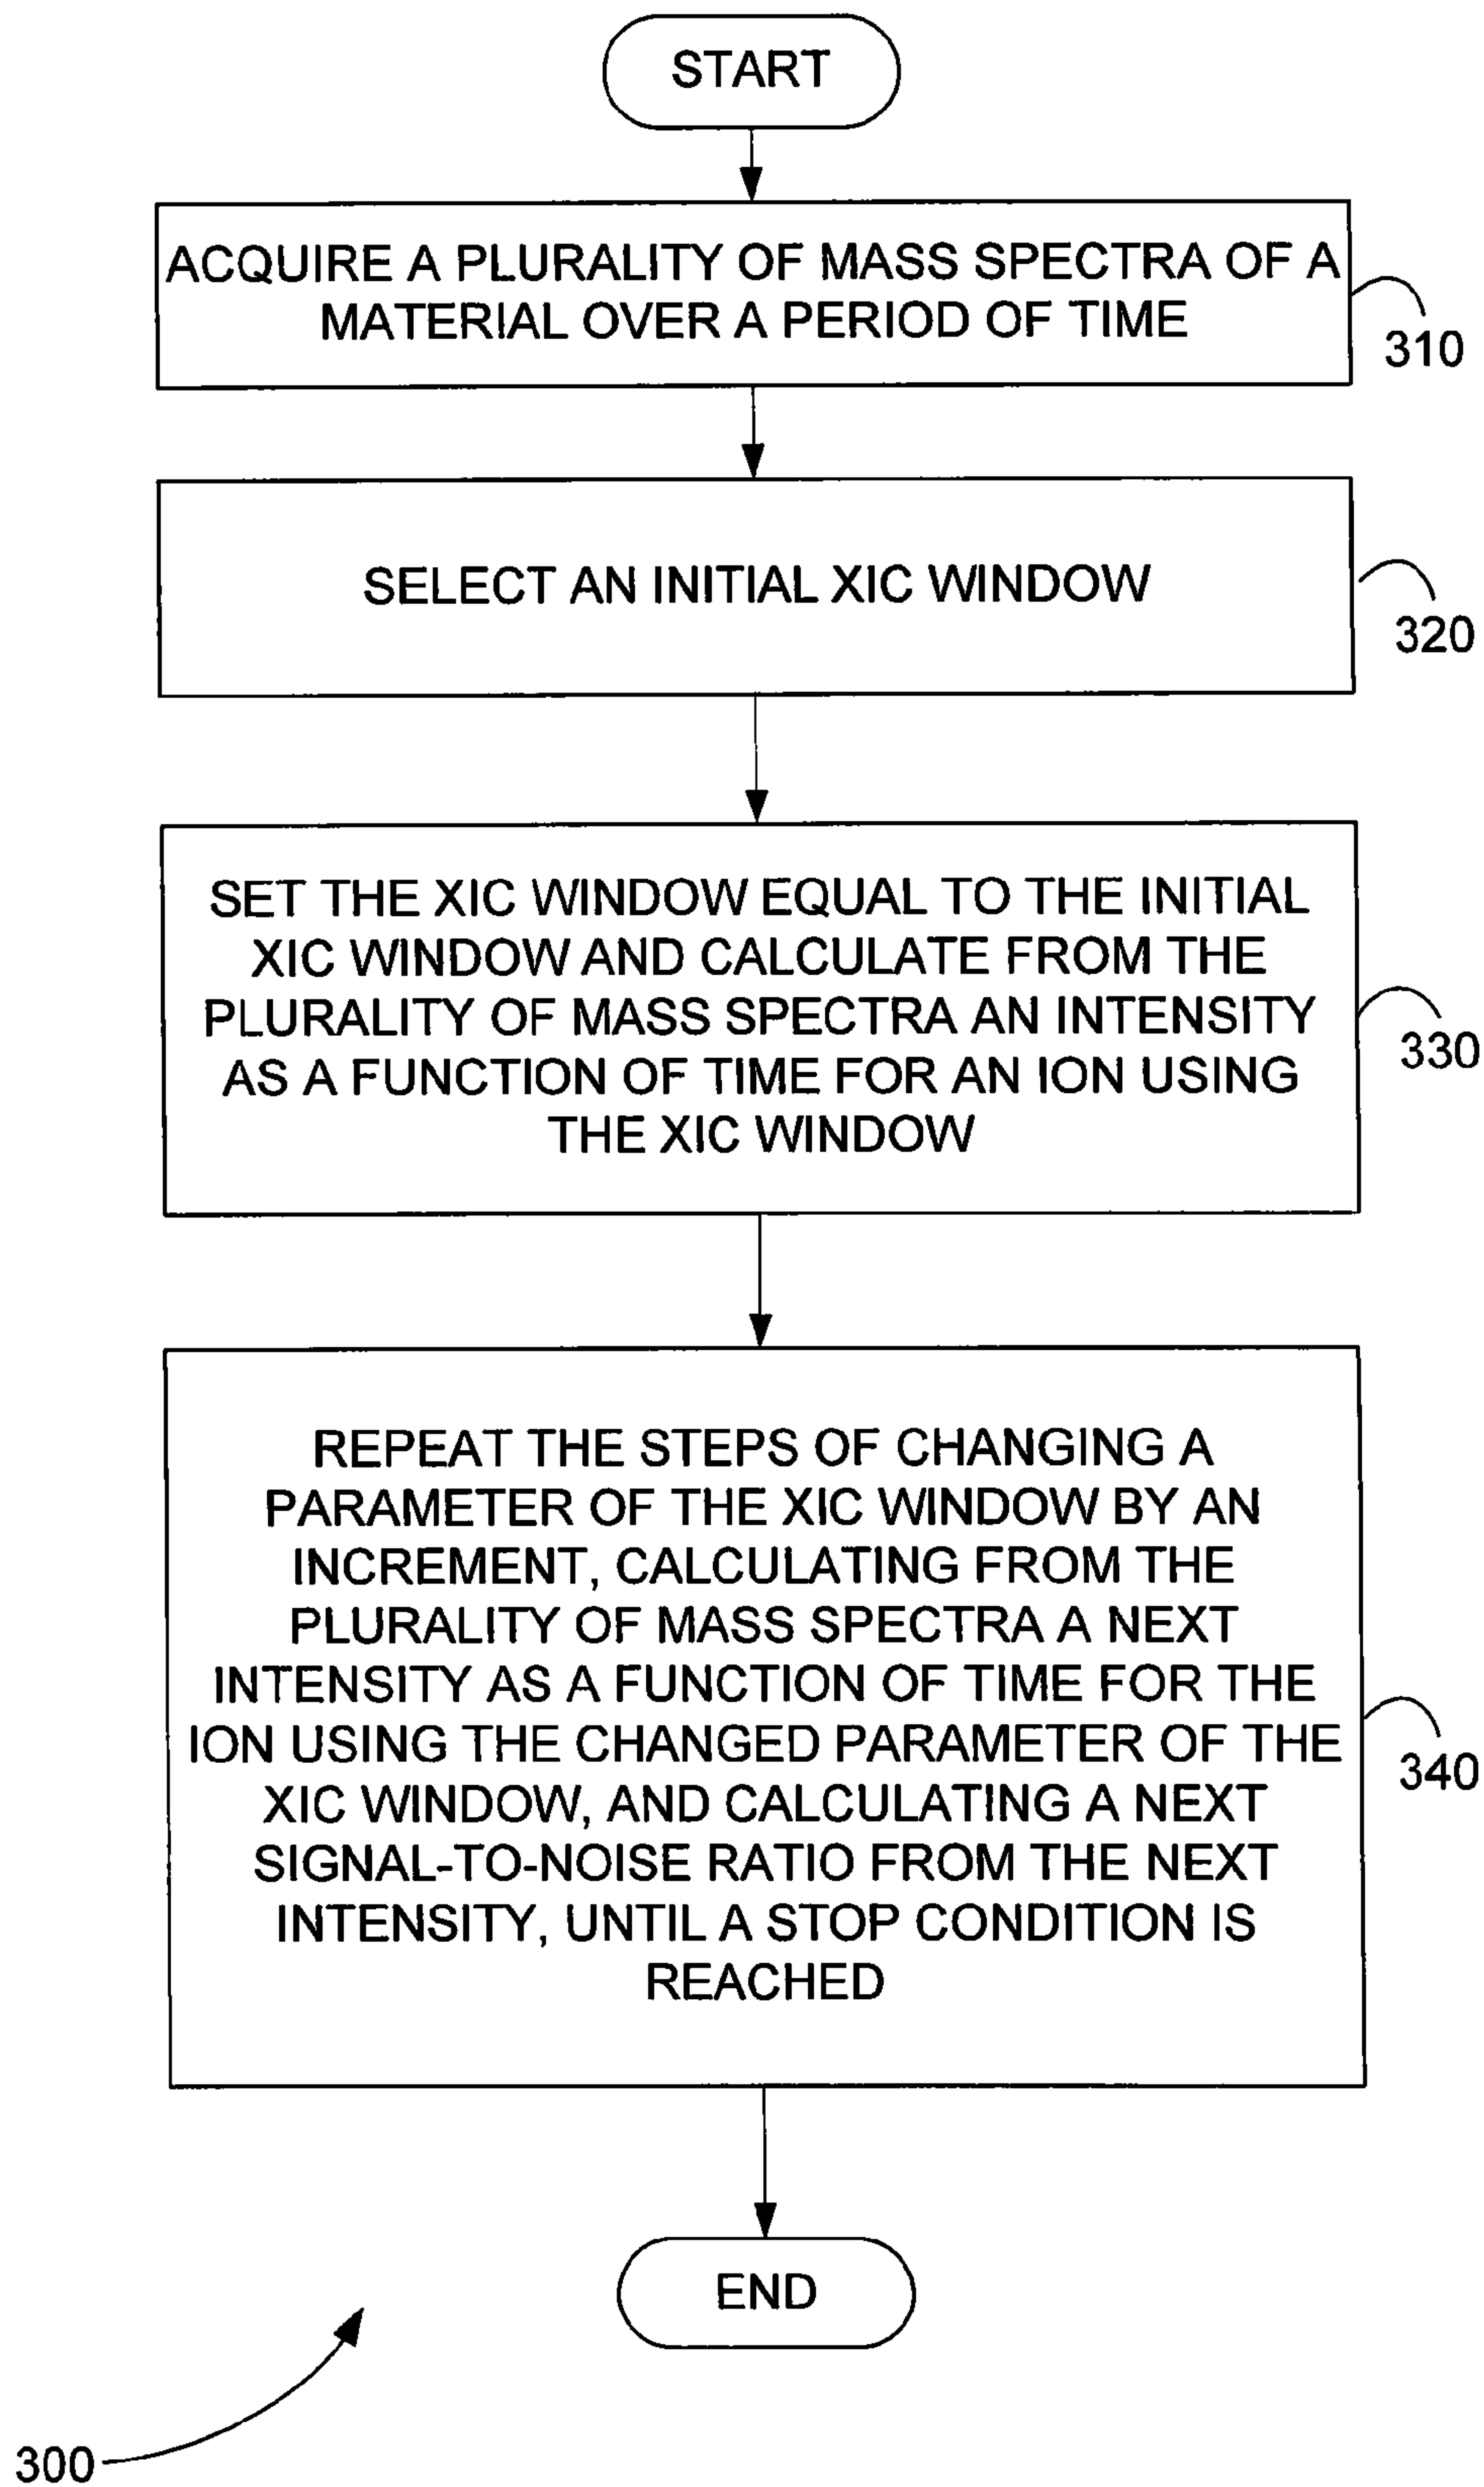 START
ACQUIRE A PLURALITY OF MASS SPECTRA OF A
MATERIAL OVER A PERIOD OF TIME
310
SELECT AN INITIAL XIC WINDOW
320
SET THE XIC WINDOW EQUAL TO THE INITIAL
XIC WINDOW AND CALCULATE FROM THE
PLURALITY OF MASS SPECTRA AN INTENSITY
AS A FUNCTION OF TIME FOR AN ION USING
THE XIC WINDOW
330
REPEAT THE STEPS OF CHANGING A
PARAMETER OF THE XIC WINDOW BY AN
INCREMENT, CALCULATING FROM THE
PLURALITY OF MASS SPECTRA A NEXT
INTENSITY AS A FUNCTION OF TIME FOR THE
ION USING THE CHANGED PARAMETER OF THE
XIC WINDOW, AND CALCULATING A NEXT
SIGNAL-TO-NOISE RATIO FROM THE NEXT
INTENSITY, UNTIL A STOP CONDITION IS
REACHED
340
END
300